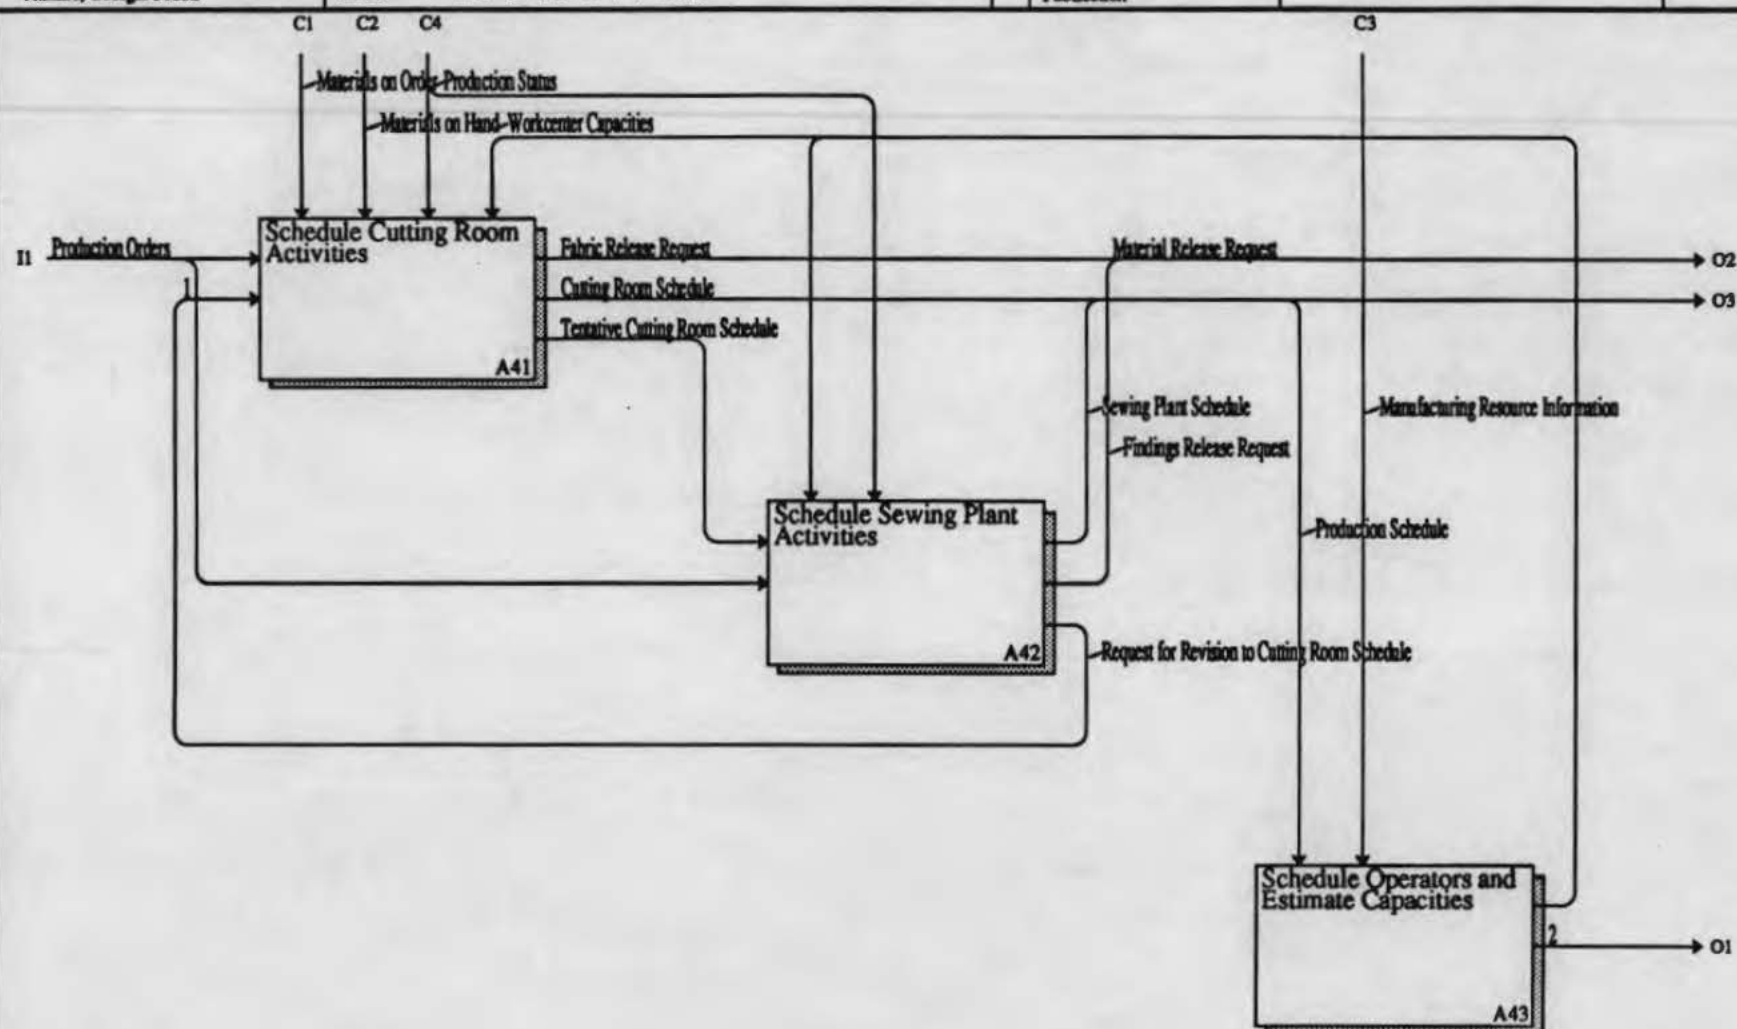 C1 C2 C4 C3
Materials on Order Production Status
Materials on Hand Workcenter Capacities
I1 Production Orders
Schedule Cutting Room
Activities
A41
Fabric Release Request
Material Release Request
O2
1
Cutting Room Schedule
O3
Tentative Cutting Room Schedule
Sewing Plant Schedule
Manufacturing Resource Information
Findings Release Request
Schedule Sewing Plant
Activities
A42
Production Schedule
Request for Revision to Cutting Room Schedule
Schedule Operators and
Estimate Capacities
A43
2
O1